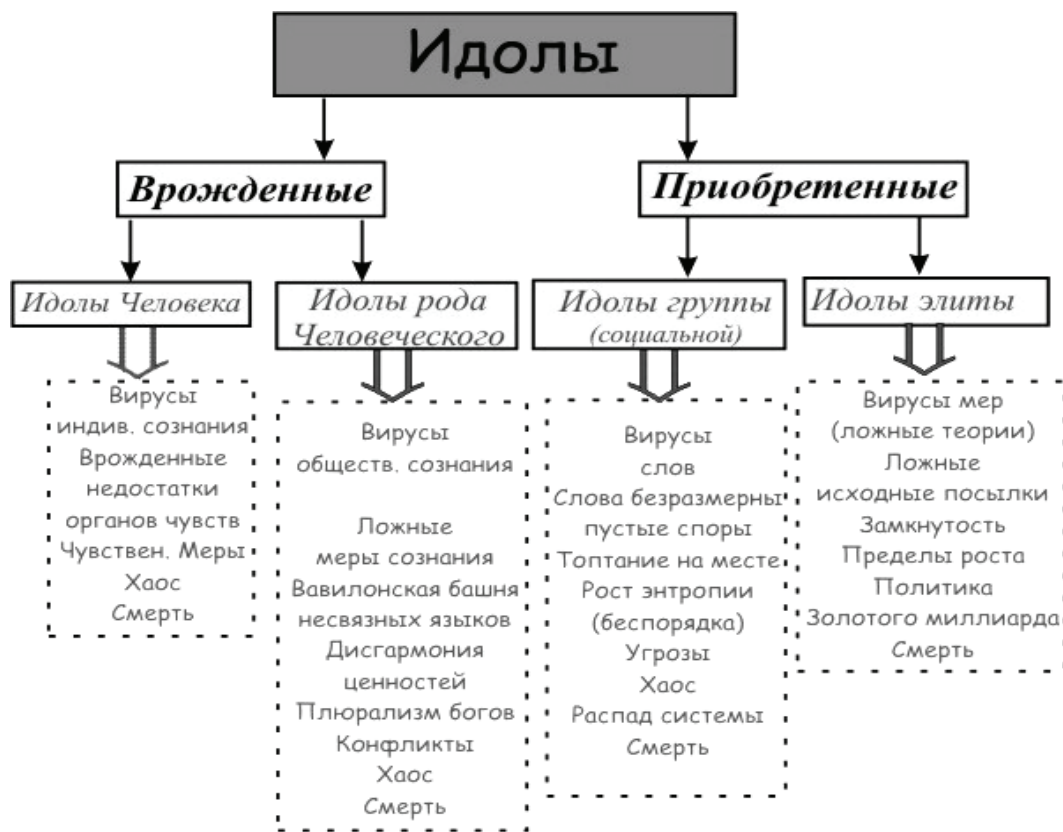 Идолы
Врожденные
Приобретенные
Идолы Человека
Идолы рода
Человеческого
Идолы группы
(социальной)
Идолы элиты
Вирусы
индив. сознания
Врожденные
недостатки
органов чувств
Чувствен. Меры
Хаос
Смерть
Вирусы
обществ. сознания
Ложные
меры сознания
Вавилонская башня
несвязных языков
Дисгармония
ценностей
Плюрализм богов
Конфликты
Хаос
Смерть
Вирусы
слов
Слова безразмерны
пустые споры
Топтание на месте
Рост энтропии
(беспорядка)
Угрозы
Хаос
Распад системы
Смерть
Вирусы мер
(ложные теории)
Ложные
исходные посылки
Замкнутость
Пределы роста
Политика
Золотого миллиарда
Смерть